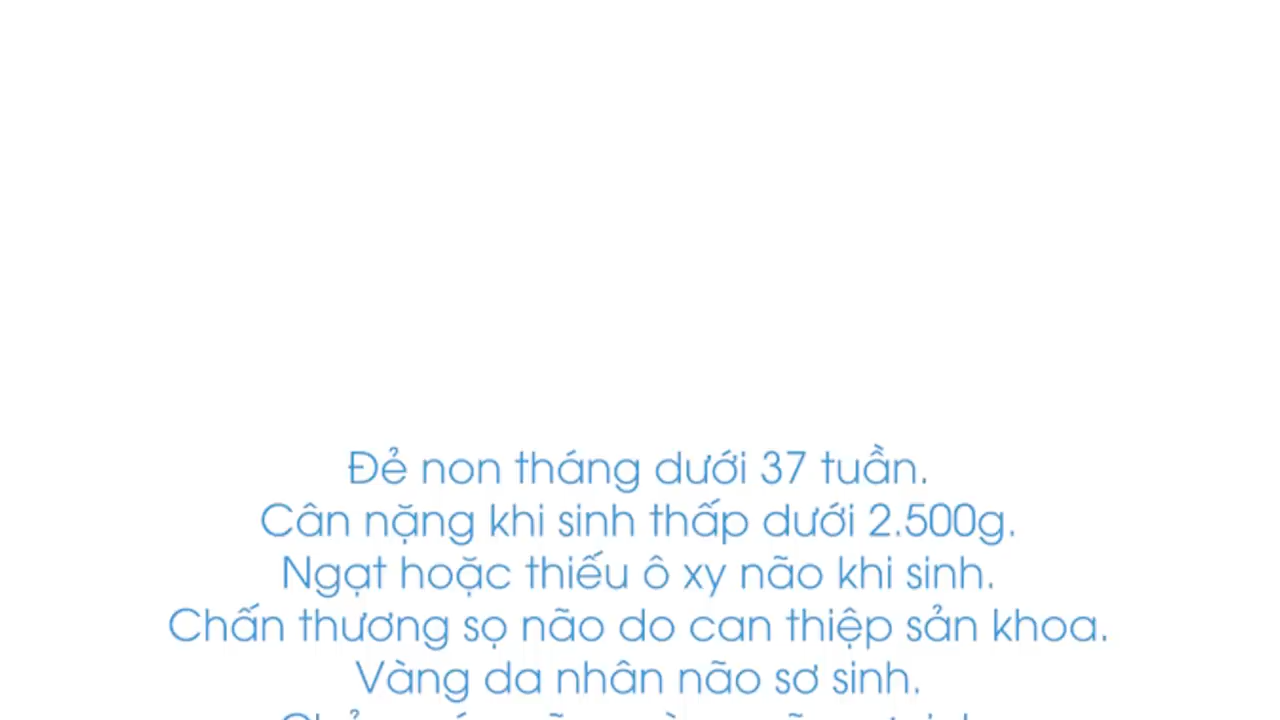 Đẻ non tháng dưới 37 tuần.
Cân nặng khi sinh thấp dưới 2.500g.
Ngạt hoặc thiếu ô xy não khi sinh.
Chấn thương sọ não do can thiệp sản khoa.
Vàng da nhân não sơ sinh.